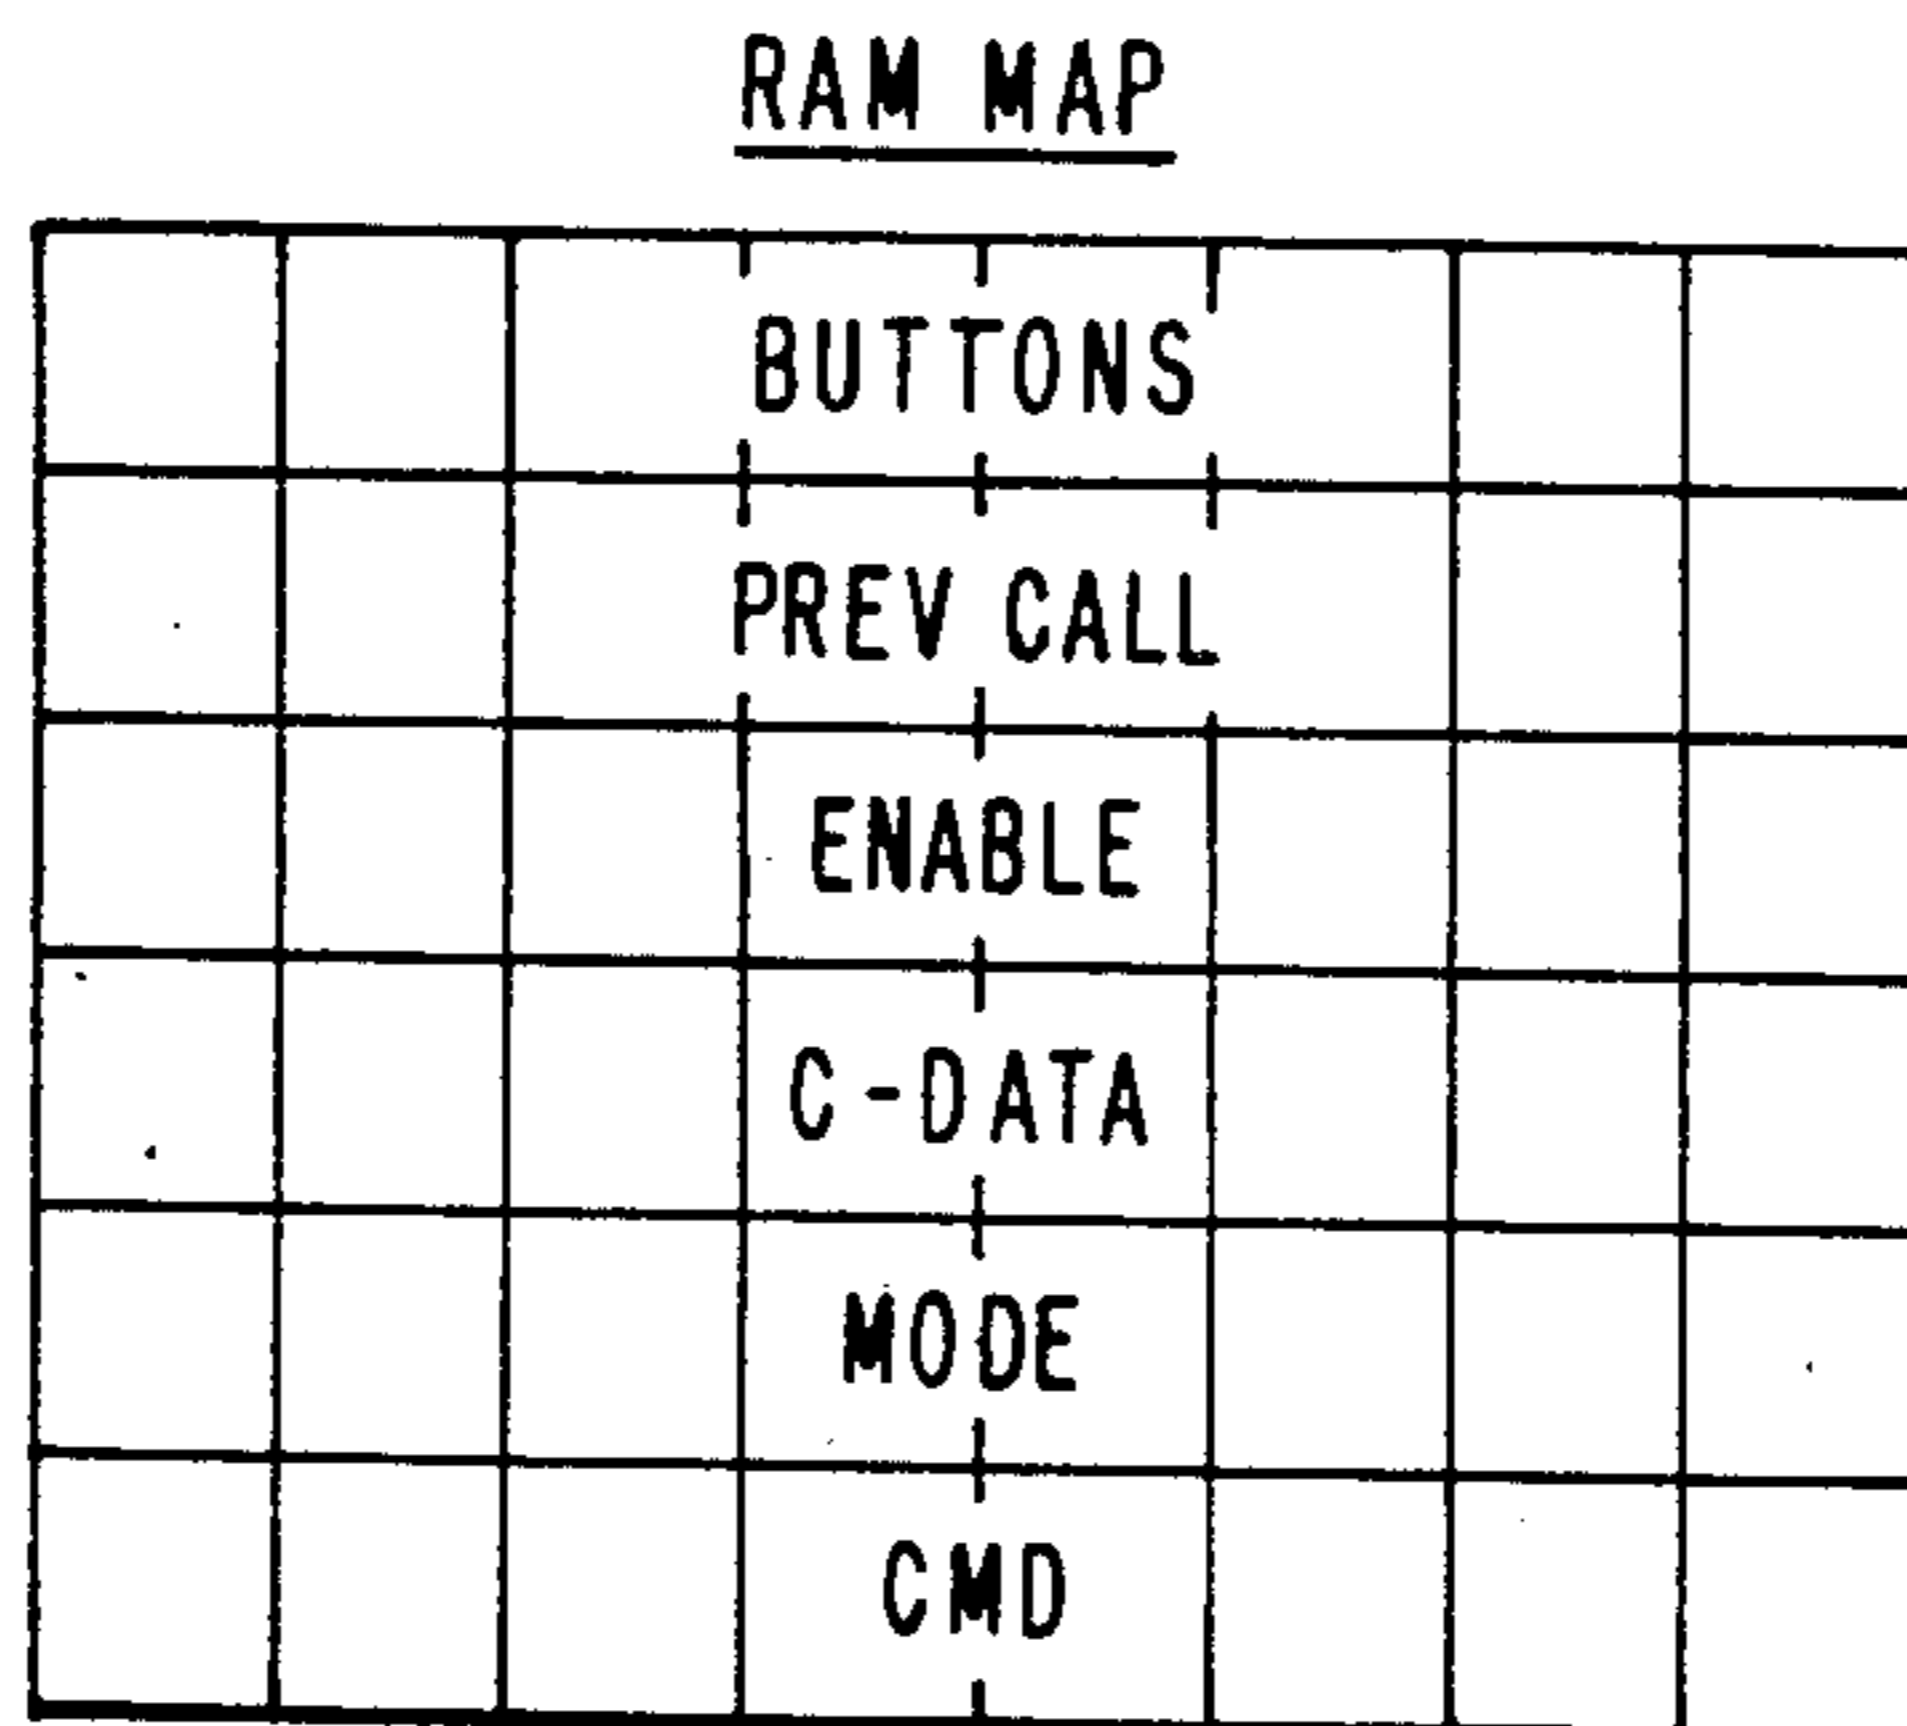 RAM MAP
BUTTONS
PREV CALL
ENABLE
C-DATA
MODE
CMD